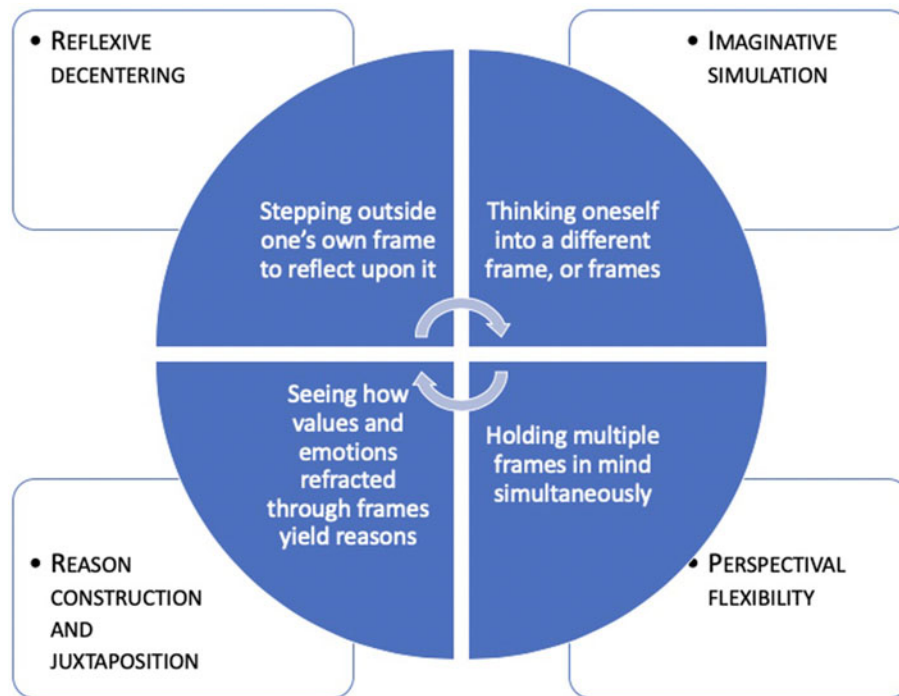 • REFLEXIVE
DECENTERING
• IMAGINATIVE
SIMULATION
Stepping outside
one's own frame
to reflect upon it
Thinking oneself
into a different
frame, or frames
Seeing how
values and
emotions
refracted
through frames
yield reasons
Holding multiple
frames in mind
simultaneously
• REASON
CONSTRUCTION
AND
JUXTAPOSITION
• PERSPECTIVAL
FLEXIBILITY